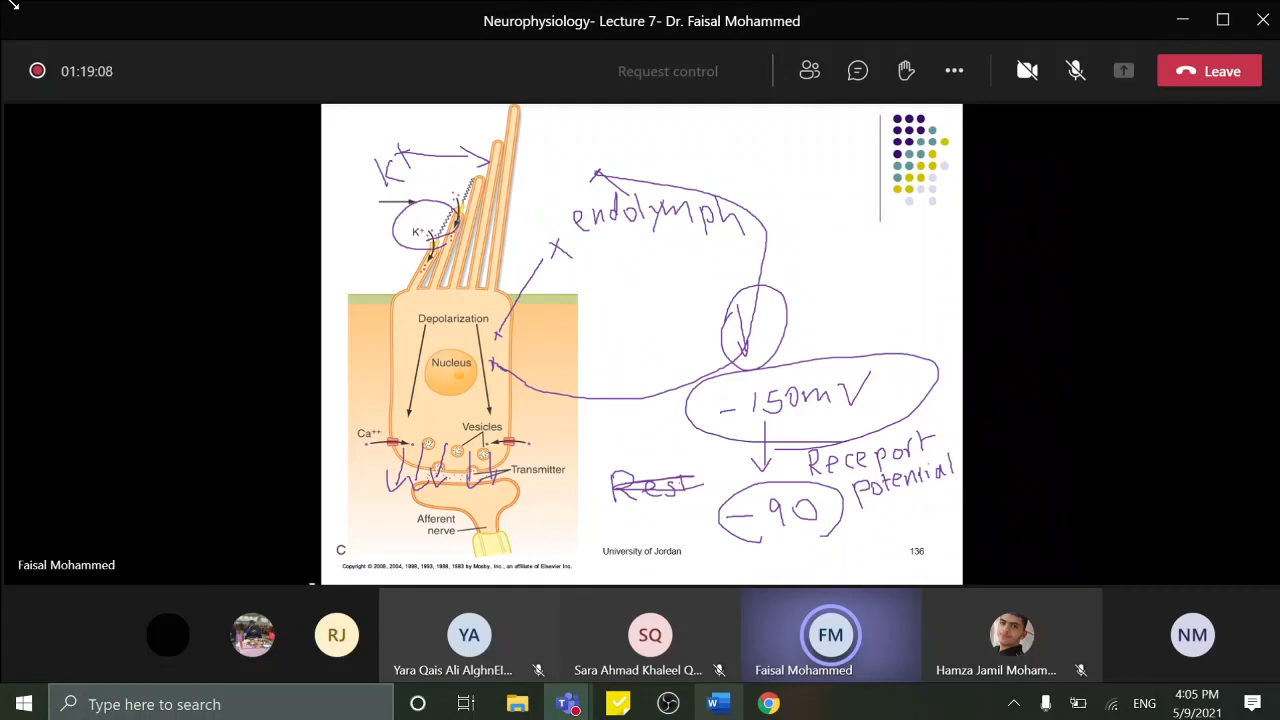 Neurophysiology- Lecture 7- Dr. Faisal Mohammed
01:19:08
Request control
Leave
K+
endolymph
K+
Depolarization
Nucleus
-150mV
Ca++
Vesicles
Receport
Potential
Transmitter
Rest
-90
Afferent
nerve
C
University of Jordan
136
Copyright © 2008, 2004, 1998, 1993, 1988, 1983 by Mosby, Inc., an affiliate of Elsevier Inc.
Faisal Mohammed
RJ
YA
SQ
FM
NM
Yara Qais Ali AlghnEl...
Sara Ahmad Khaleel Q...
Faisal Mohammed
Hamza Jamil Moham...
Type here to search
ENG
4:05 PM
5/9/2021